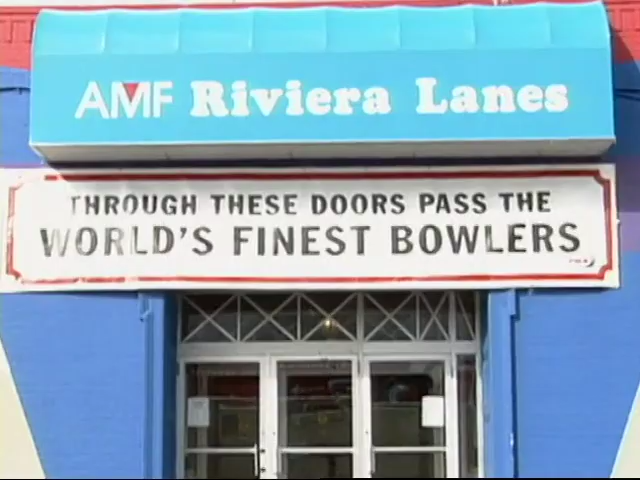 AMF Riviera Lanes
THROUGH THESE DOORS PASS THE
WORLD'S FINEST BOWLERS